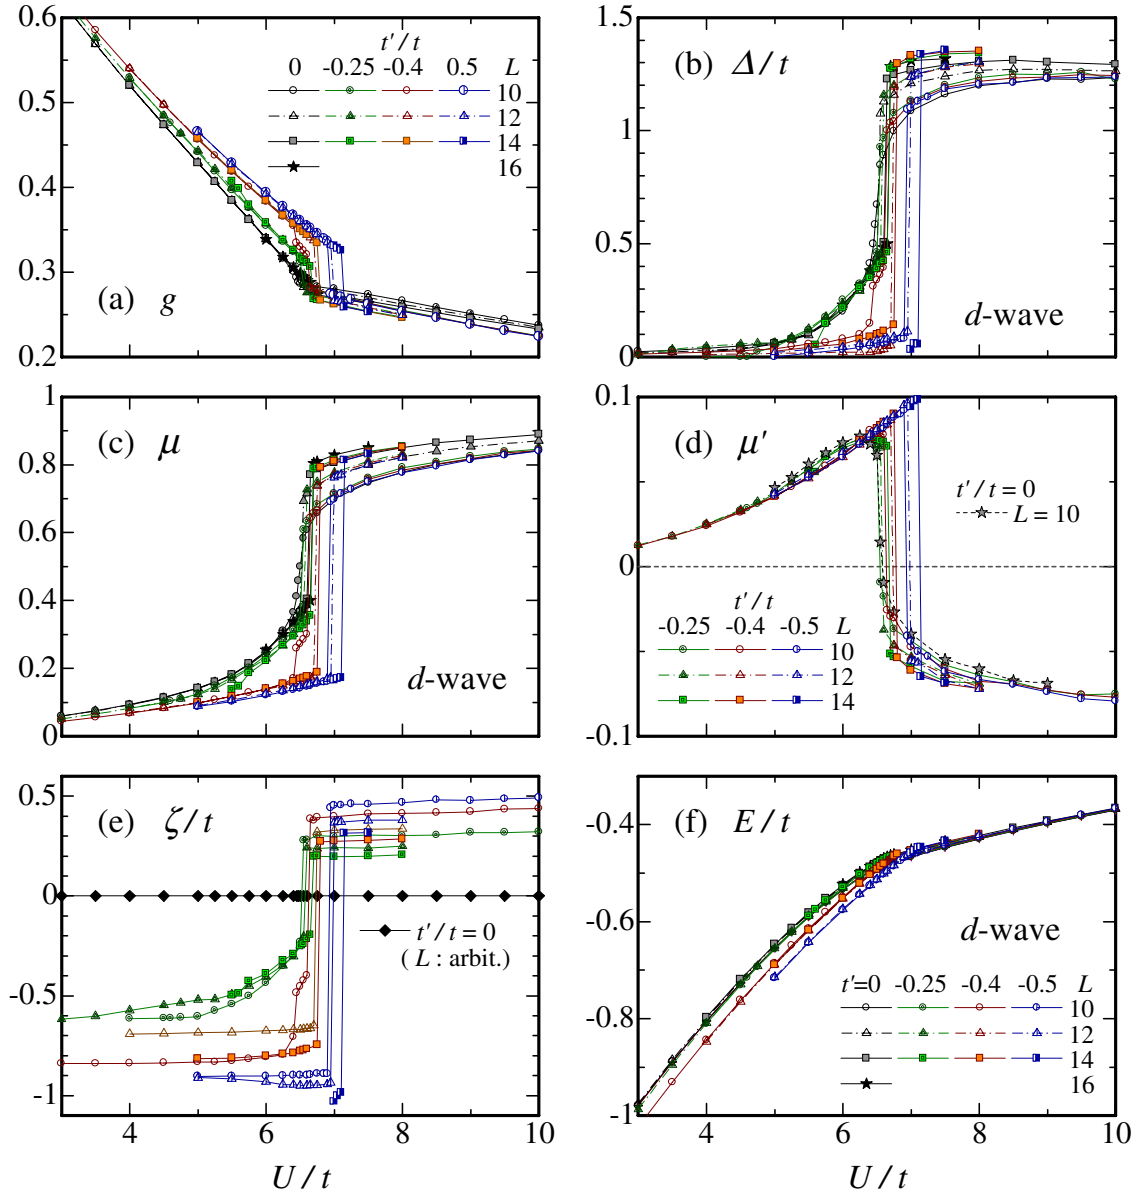 0.6
0.5
0.4
0.3
0.2
(a) g
t'/t
0 -0.25 -0.4 0.5 L
10
12
14
16
1.5
1
0.5
0
(b) Δ/t
d-wave
1
0.8
0.6
0.4
0.2
0
(c) μ
d-wave
0.1
0
-0.1
(d) μ'
t'/t = 0
L = 10
t'/t
-0.25 -0.4 -0.5 L
10
12
14
0.5
0
-0.5
-1
(e) ζ/t
t'/t = 0
( L : arbit.)
4 6 8 10
U/t
-0.4
-0.6
-0.8
-1
(f) E/t
d-wave
t'=0 -0.25 -0.4 -0.5 L
10
12
14
16
4 6 8 10
U/t